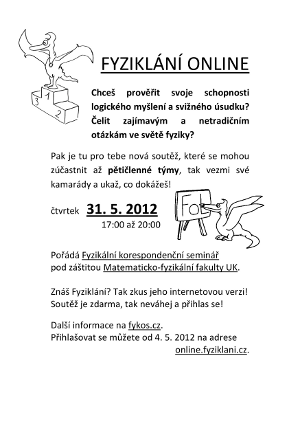 FYZIKLÁNÍ ONLINE
Chceš prověřit svoje schopnosti
logického myšlení a svižného úsudku?
Čelit zajímavým a netradičním
otázkám ve světě fyziky?
Pak je tu pro tebe nová soutěž, které se mohou
zúčastnit až pětičlenné týmy, tak vezmi své
kamarády a ukaž, co dokážeš!
čtvrtek 31. 5. 2012
17:00 až 20:00
Fol
3 1 2
Pořádá Fyzikální korespondenční seminář
pod záštitou Matematicko-fyzikální fakulty UK.
Znáš Fyziklání? Tak zkus jeho internetovou verzi!
Soutěž je zdarma, tak neváhej a přihlas se!
Další informace na fykos.cz.
Přihlašovat se můžete od 4. 5. 2012 na adrese
online.fyziklani.cz.